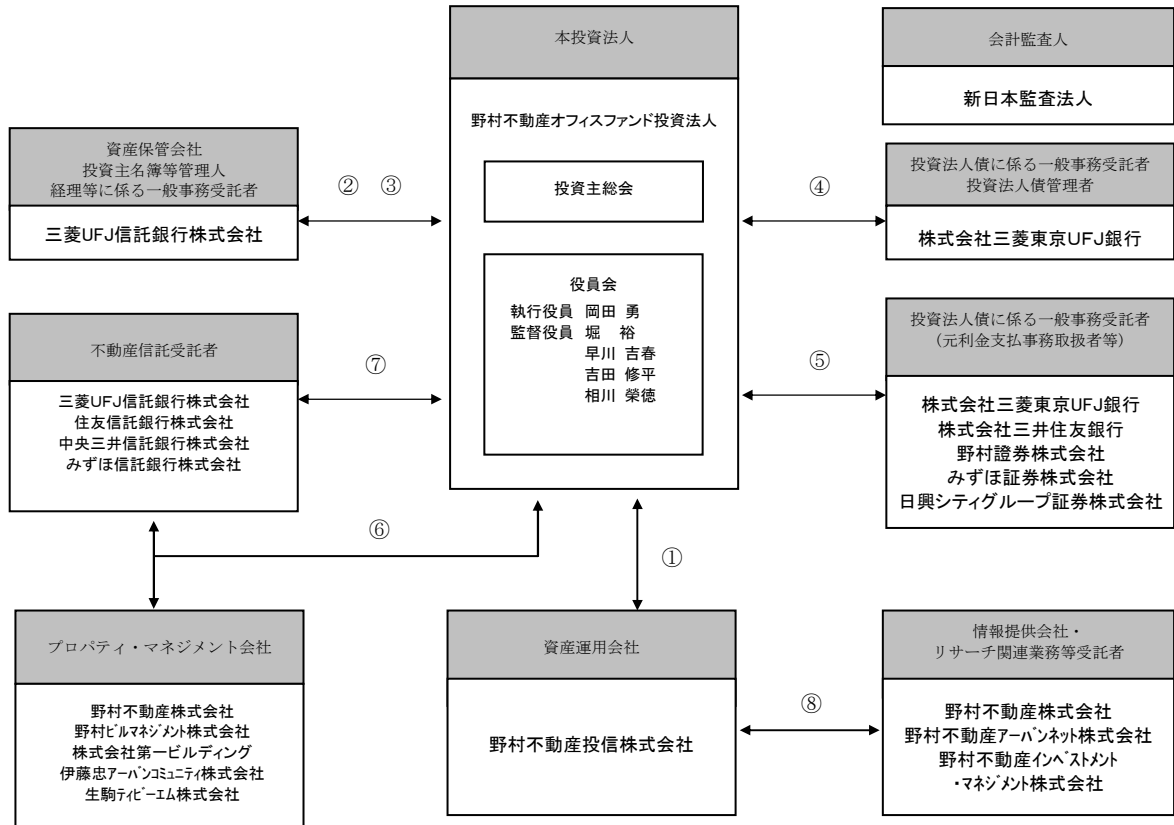 本投資法人
野村不動産オフィスファンド投資法人
投資主総会
役員会
執行役員 岡田 勇
監督役員 堀 裕
早川 吉春
吉田 修平
相川 榮徳
会計監査人
新日本監査法人
資産保管会社
投資主名簿等管理人
経理等に係る一般事務受託者
三菱UFJ信託銀行株式会社
② ③
④
投資法人債に係る一般事務受託者
投資法人債管理者
株式会社三菱東京UFJ銀行
不動産信託受託者
三菱UFJ信託銀行株式会社
住友信託銀行株式会社
中央三井信託銀行株式会社
みずほ信託銀行株式会社
⑦
⑤
投資法人債に係る一般事務受託者
(元利金支払事務取扱者等)
株式会社三菱東京UFJ銀行
株式会社三井住友銀行
野村證券株式会社
みずほ証券株式会社
日興シティグループ証券株式会社
⑥
①
プロパティ・マネジメント会社
野村不動産株式会社
野村ビルマネジメント株式会社
株式会社第一ビルディング
伊藤忠アーバンコミュニティ株式会社
生駒ティビーエム株式会社
資産運用会社
野村不動産投信株式会社
⑧
情報提供会社・
リサーチ関連業務等受託者
野村不動産株式会社
野村不動産アーバンネット株式会社
野村不動産インベストメント
・マネジメント株式会社